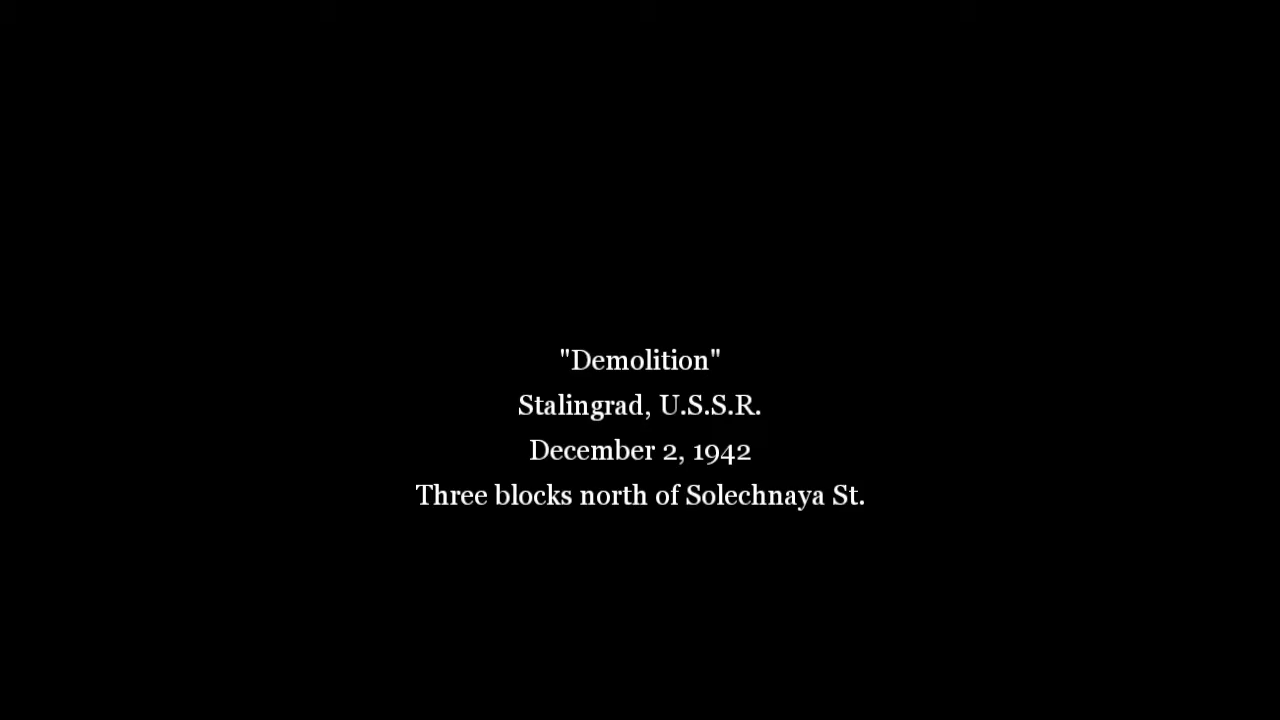 "Demolition"
Stalingrad, U.S.S.R.
December 2, 1942
Three blocks north of Solechnaya St.